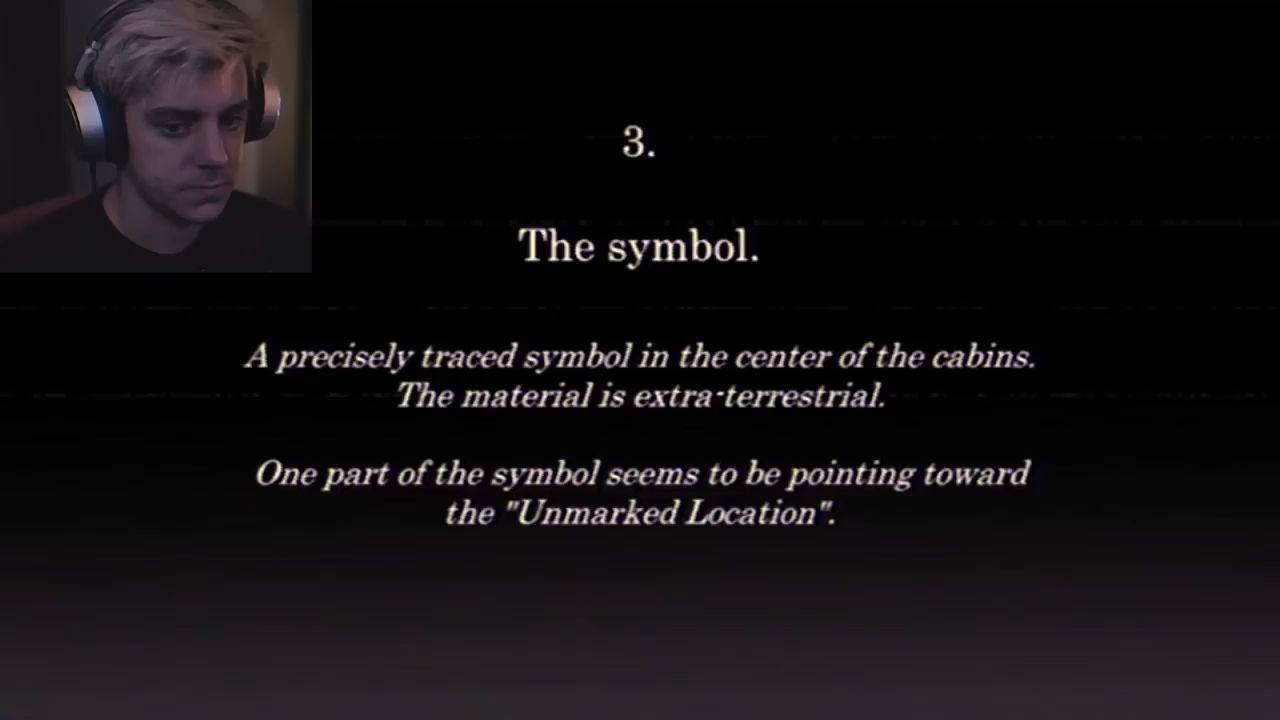 3.
The symbol.
A precisely traced symbol in the center of the cabins.
The material is extra-terrestrial.
One part of the symbol seems to be pointing toward
the "Unmarked Location".